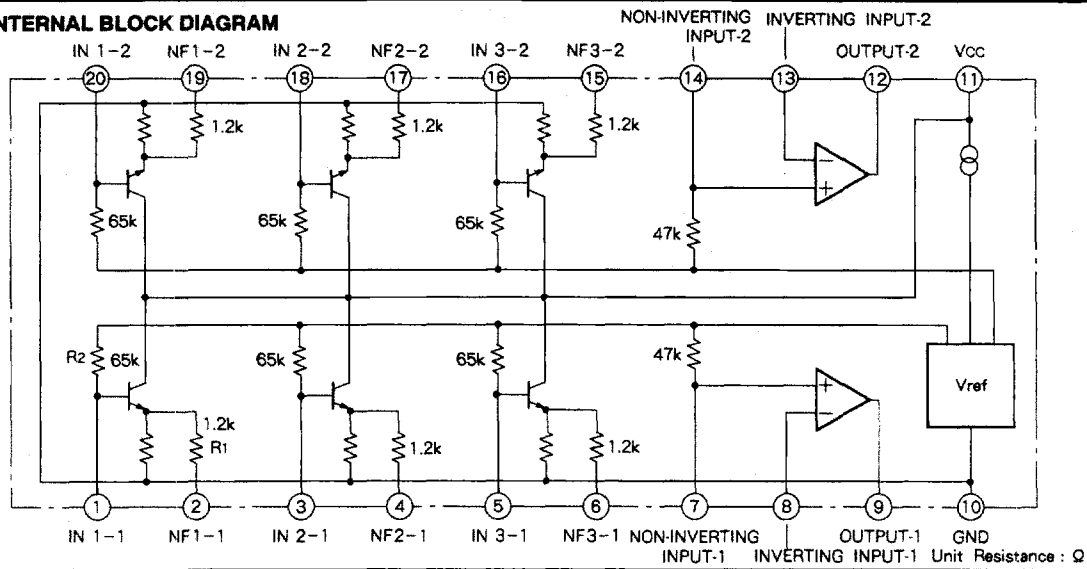 NTERNAL BLOCK DIAGRAM
NON-INVERTING INPUT-2
INVERTING INPUT-2
IN 1-2
NF1-2
IN 2-2
NF2-2
IN 3-2
NF3-2
OUTPUT-2
VCC
20
19
18
17
16
15
14
13
12
11
1.2k
1.2k
1.2k
65k
65k
65k
47k
R2
65k
65k
65k
47k
Vref
1.2k
R1
1.2k
1.2k
1
2
3
4
5
6
7
8
9
10
IN 1-1
NF1-1
IN 2-1
NF2-1
IN 3-1
NF3-1
NON-INVERTING INPUT-1
INVERTING INPUT-1
OUTPUT-1
GND
Unit Resistance : Ω